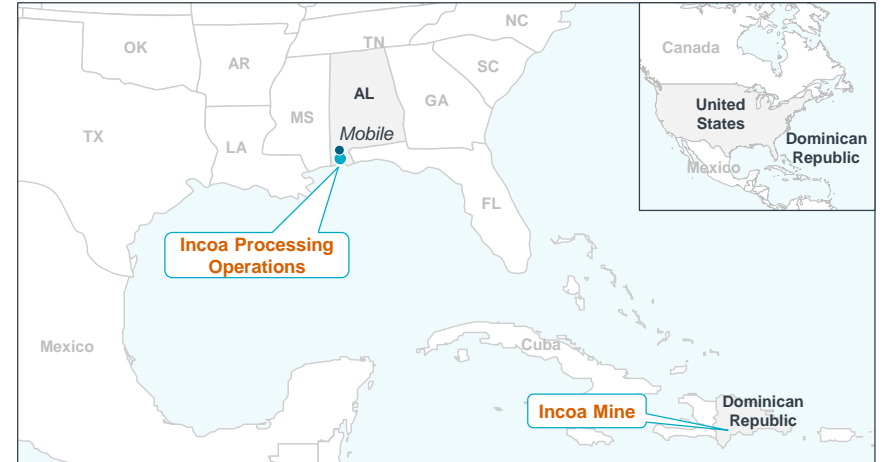 NC
OK
TN
AR
SC
AL
GA
MS
Mobile
TX
LA
FL
Incoa Processing
Operations
Mexico
Cuba
Incoa Mine
Dominican
Republic
Canada
United
States
Dominican
Republic
Mexico